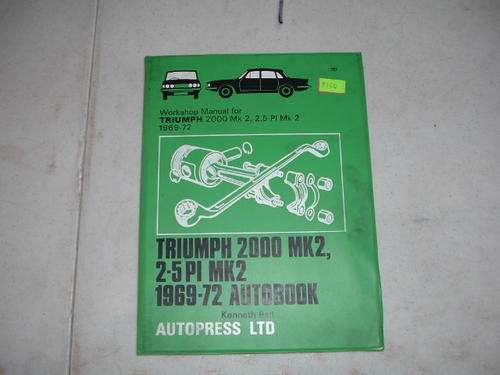 Workshop Manual for
TRIUMPH 2000 Mk 2, 2.5 PI Mk 2
1969-72
TRIUMPH 2000 MK2,
2·5 PI MK2
1969-72 AUTOBOOK
Kenneth Ball
AUTOPRESS LTD